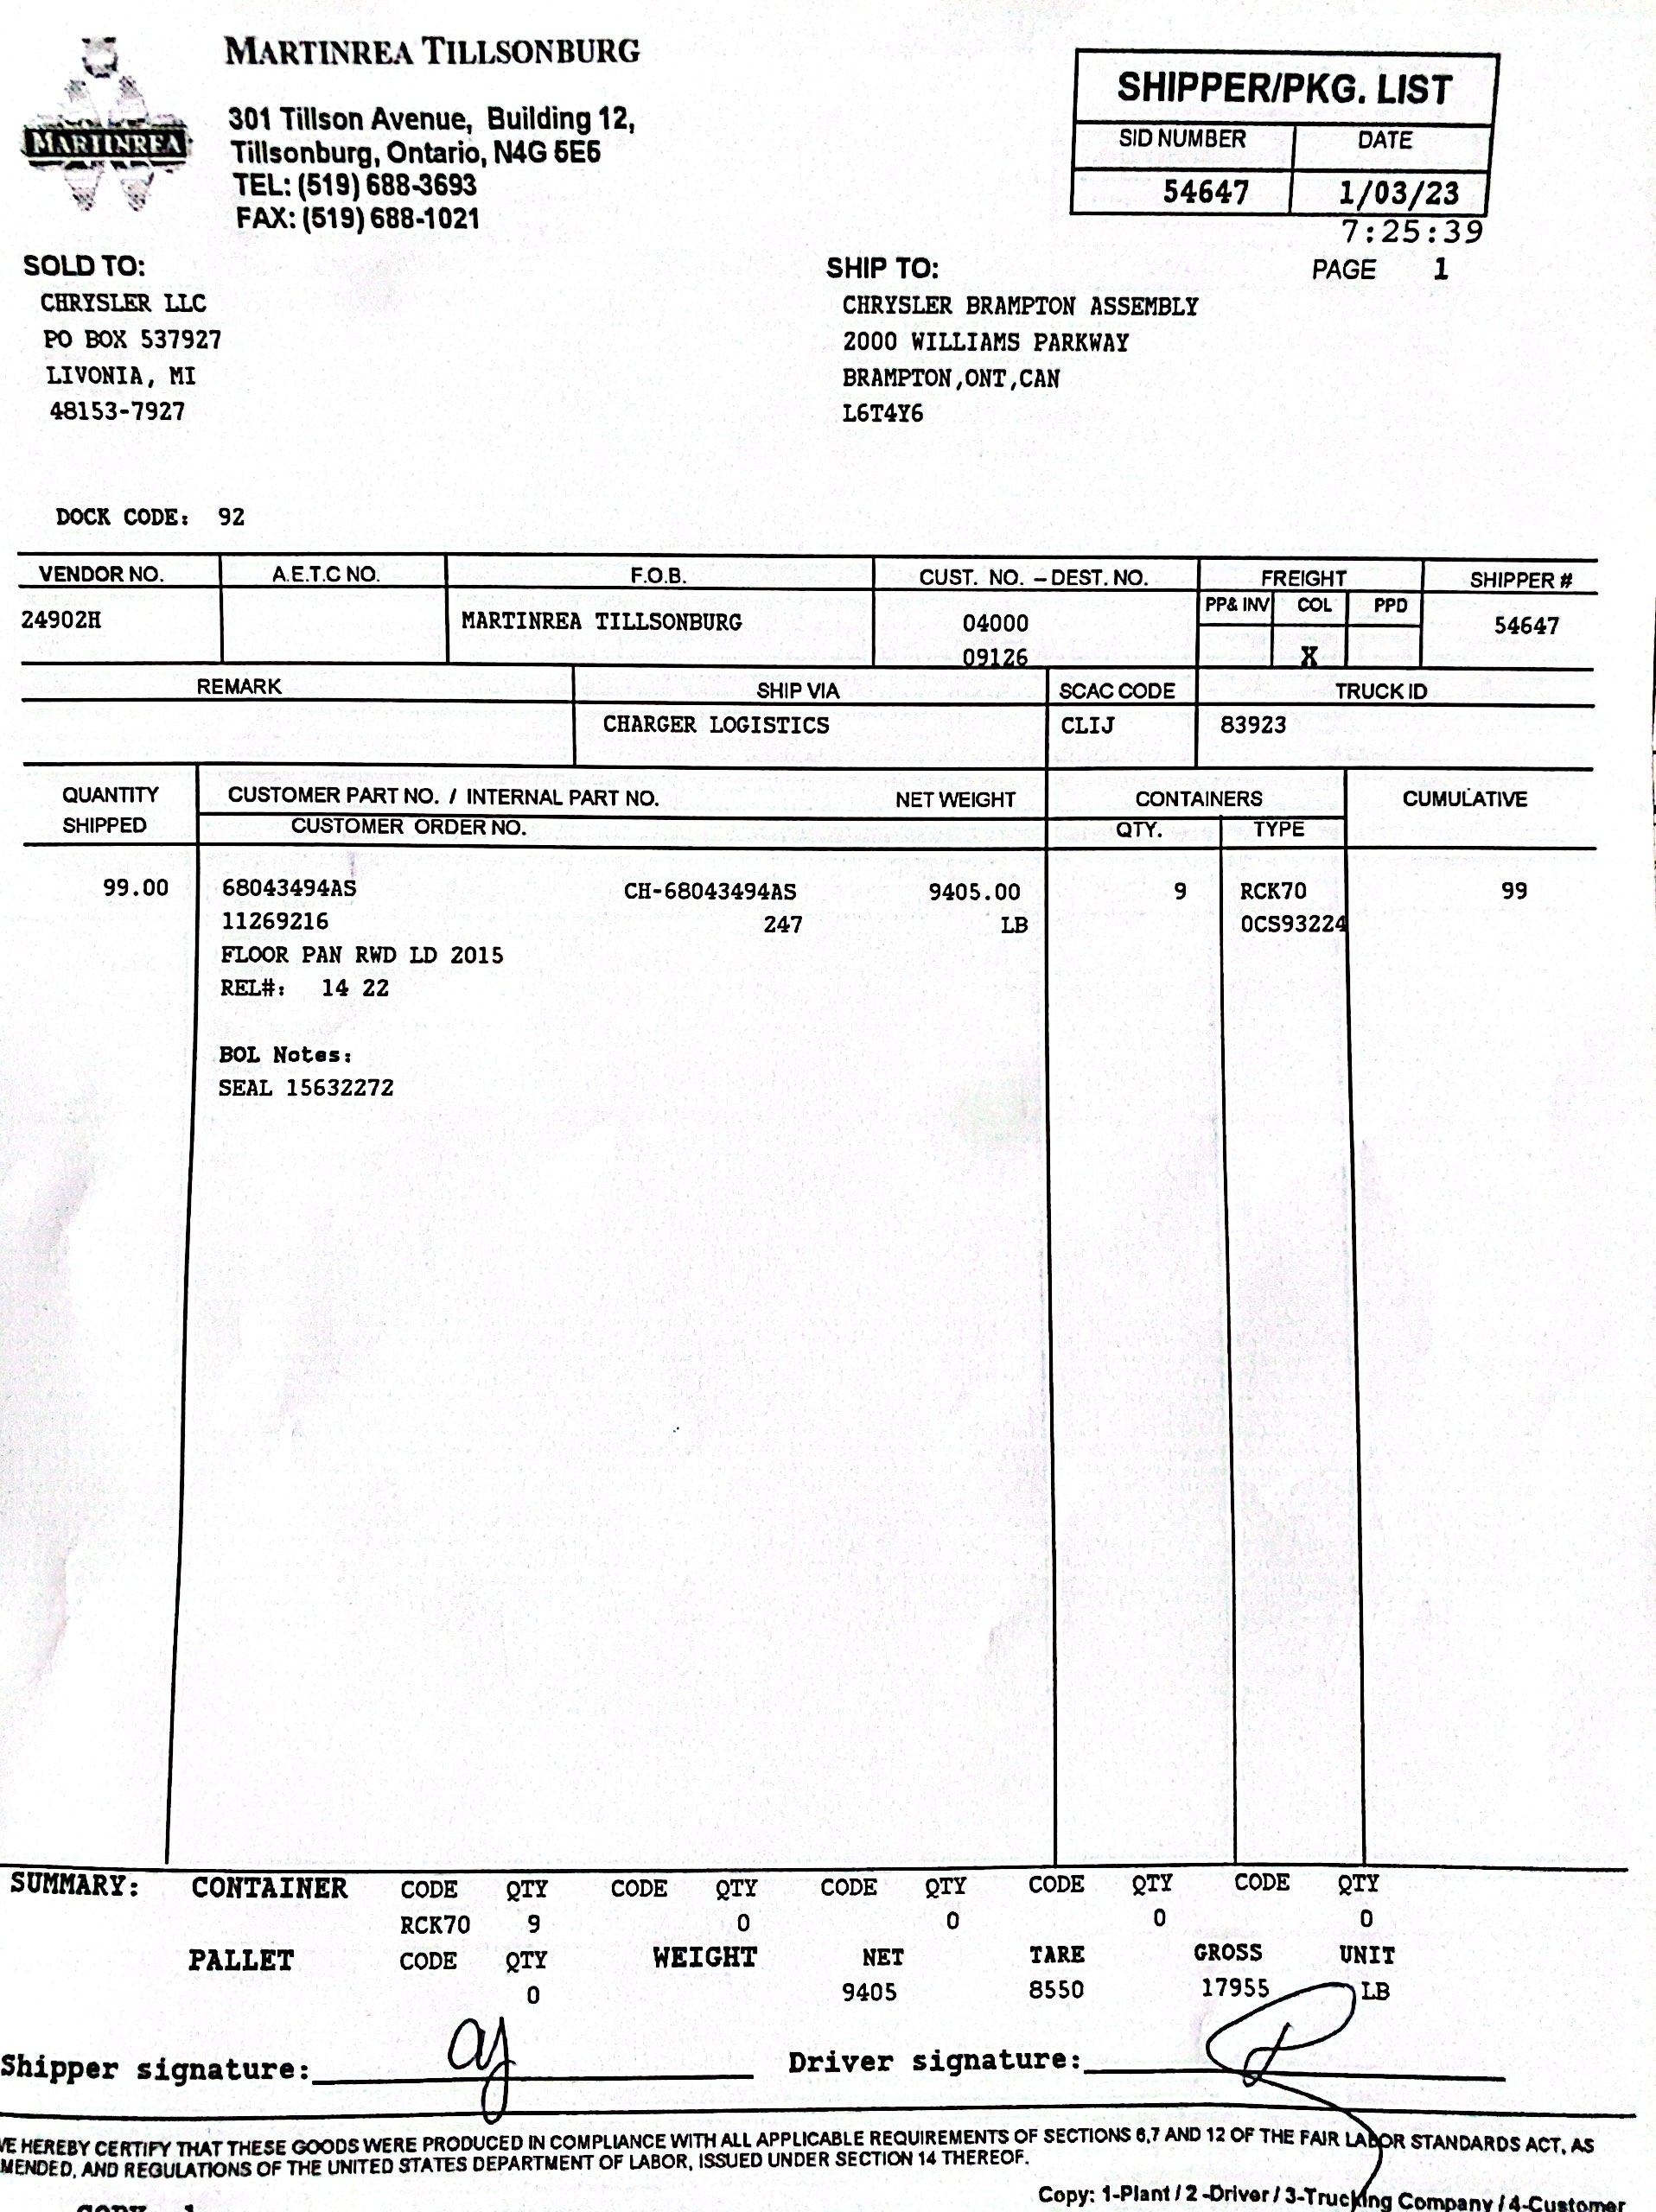 MARTINREA TILLSONBURG
MARTINREA
301 Tillson Avenue, Building 12,
Tillsonburg, Ontario, N4G 5E5
TEL: (519) 688-3693
FAX: (519) 688-1021
SHIPPER/PKG. LIST
SID NUMBER DATE
54647 1/03/23
7:25:39
PAGE 1
SOLD TO:
CHRYSLER LLC
PO BOX 537927
LIVONIA, MI
48153-7927
SHIP TO:
CHRYSLER BRAMPTON ASSEMBLY
2000 WILLIAMS PARKWAY
BRAMPTON,ONT,CAN
L6T4Y6
DOCK CODE: 92
VENDOR NO. A.E.T.C NO. F.O.B. CUST. NO. – DEST. NO. FREIGHT SHIPPER #
PP& INV COL PPD
24902H MARTINREA TILLSONBURG 04000 54647
09126 X
REMARK SHIP VIA SCAC CODE TRUCK ID
CHARGER LOGISTICS CLIJ 83923
QUANTITY CUSTOMER PART NO. / INTERNAL PART NO. NET WEIGHT CONTAINERS CUMULATIVE
SHIPPED CUSTOMER ORDER NO. QTY. TYPE
99.00 68043494AS CH-68043494AS 9405.00 9 RCK70 99
11269216 247 LB 0CS93224
FLOOR PAN RWD LD 2015
REL#: 14 22
BOL Notes:
SEAL 15632272
SUMMARY: CONTAINER CODE QTY CODE QTY CODE QTY CODE QTY CODE QTY
RCK70 9 0 0 0 0
PALLET CODE QTY WEIGHT NET TARE GROSS UNIT
0 9405 8550 17955 LB
Shipper signature: Driver signature:
WE HEREBY CERTIFY THAT THESE GOODS WERE PRODUCED IN COMPLIANCE WITH ALL APPLICABLE REQUIREMENTS OF SECTIONS 6,7 AND 12 OF THE FAIR LABOR STANDARDS ACT, AS
MENDED, AND REGULATIONS OF THE UNITED STATES DEPARTMENT OF LABOR, ISSUED UNDER SECTION 14 THEREOF.
COPY 1
Copy: 1-Plant / 2 -Driver / 3-Trucking Company / 4-Customer